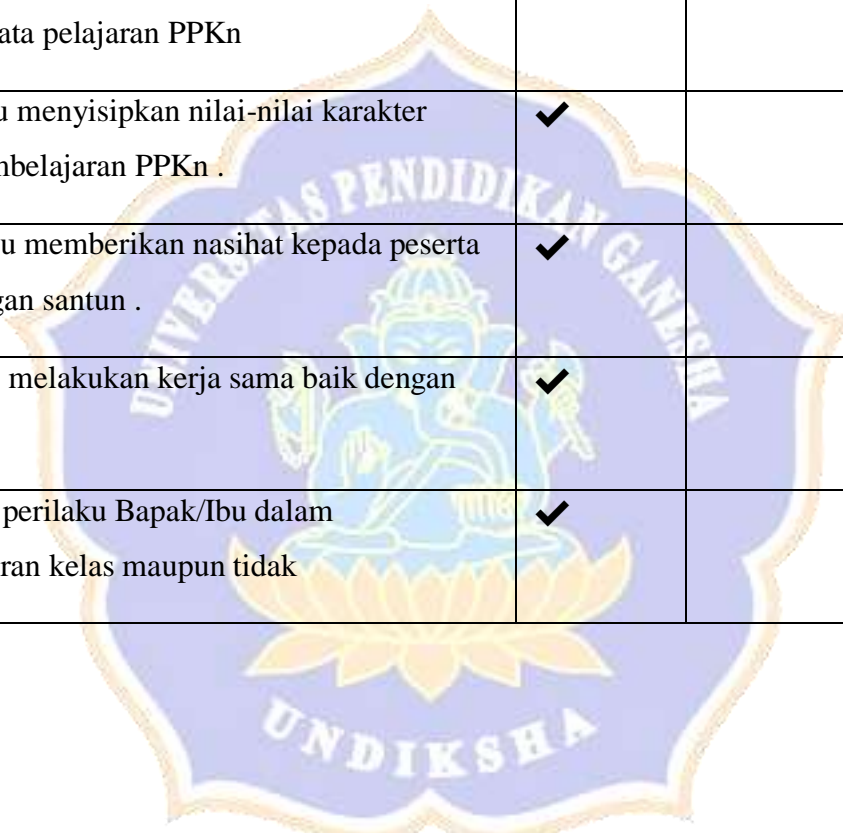 ata pelajaran PPKn
u menyisipkan nilai-nilai karakter
nbelajaran PPKn .
u memberikan nasihat kepada peserta
gan santun .
melakukan kerja sama baik dengan
perilaku Bapak/Ibu dalam
ran kelas maupun tidak
UNIVERSITAS PENDIDIKAN GANESHA
UNDIKSHA